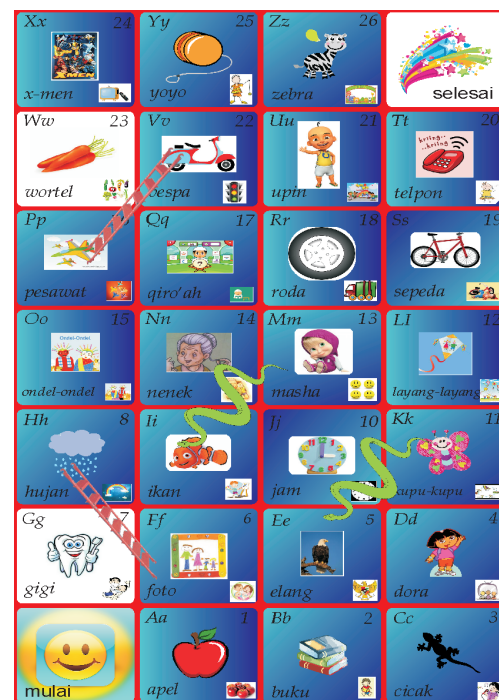 Xx 24
X-MEN
x-men
Yy 25
yoyo
Zz 26
zebra
selesai
Ww 23
wortel
Vv 22
vespa
Uu 21
upin
Tt 20
kriing..
..kriing
telpon
Pp
pesawat
Qq 17
qiro'ah
Rr 18
roda
Ss 19
sepeda
Oo 15
Ondel-Ondel
ondel-ondel
Nn 14
nenek
Mm 13
masha
LI 12
layang-layang
Hh 8
hujan
Ii
ikan
Jj 10
jam
Kk 11
kupu-kupu
Gg 7
gigi
Ff 6
foto
Ee 5
elang
Dd 4
dora
mulai
Aa 1
apel
Bb 2
buku
Cc 3
cicak